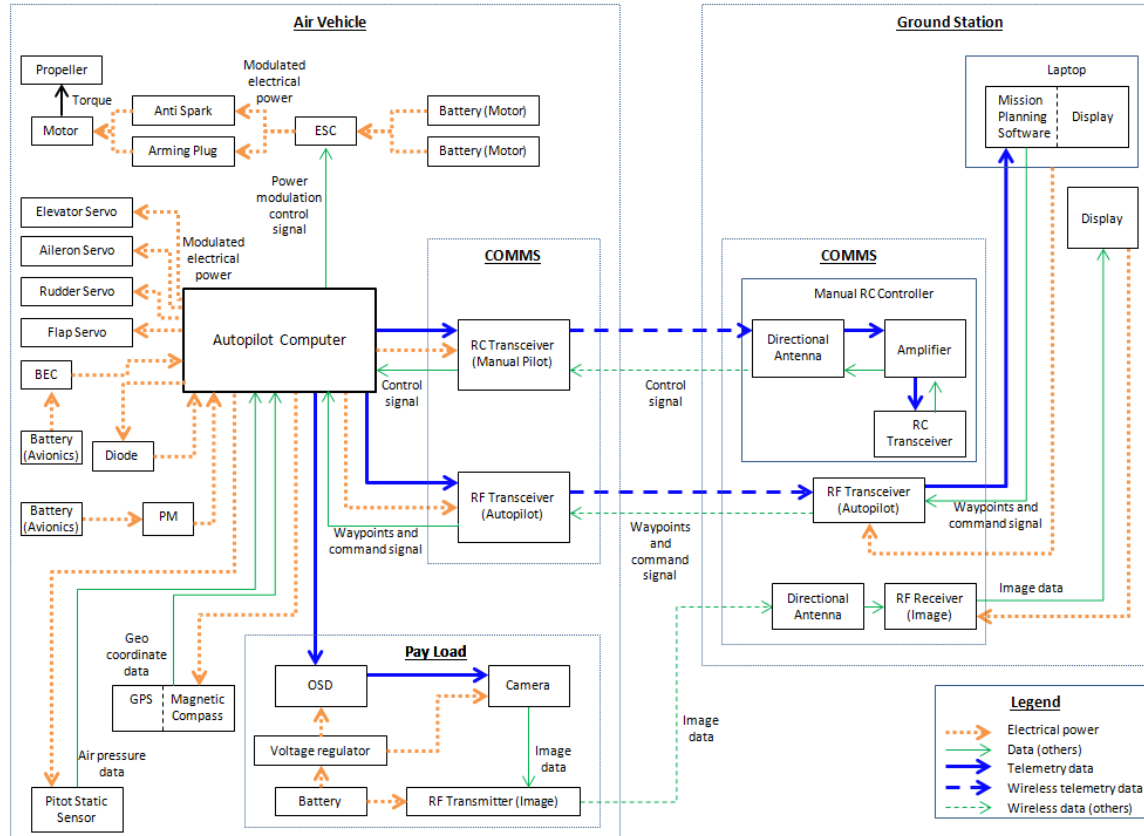 Air Vehicle
Ground Station
Propeller
Torque
Motor
Anti Spark
Arming Plug
Modulated
electrical
power
ESC
Battery (Motor)
Battery (Motor)
Laptop
Mission
Planning
Software
Display
Power
modulation
control
signal
Elevator Servo
Aileron Servo
Rudder Servo
Flap Servo
Modulated
electrical
power
Display
COMMS
COMMS
Manual RC Controller
Autopilot Computer
RC Transceiver
(Manual Pilot)
Directional
Antenna
Amplifier
Control
signal
Control
signal
RC
Transceiver
BEC
Battery
(Avionics)
Diode
Battery
(Avionics)
PM
RF Transceiver
(Autopilot)
RF Transceiver
(Autopilot)
Waypoints and
command signal
Waypoints
and
command
signal
Waypoints and
command signal
Directional
Antenna
RF Receiver
(Image)
Image data
Geo
coordinate
data
GPS
Magnetic
Compass
Air pressure
data
Pitot Static
Sensor
Pay Load
OSD
Camera
Voltage regulator
Image
data
Battery
RF Transmitter (Image)
Image
data
Legend
Electrical power
Data (others)
Telemetry data
Wireless telemetry data
Wireless data (others)